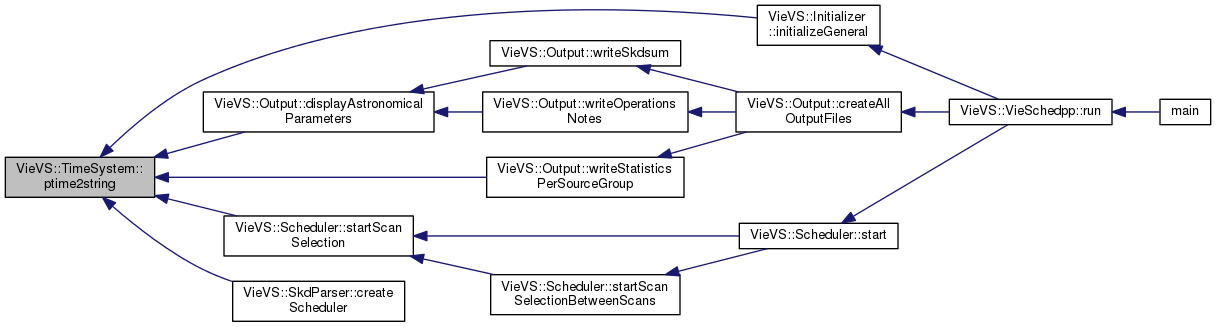 VieVS::Initializer
::initializeGeneral
VieVS::Output::writeSkdsum
VieVS::Output::displayAstronomical
Parameters
VieVS::Output::writeOperations
Notes
VieVS::Output::createAll
OutputFiles
VieVS::VieSchedpp::run
main
VieVS::TimeSystem::
ptime2string
VieVS::Output::writeStatistics
PerSourceGroup
VieVS::Scheduler::startScan
Selection
VieVS::Scheduler::start
VieVS::SkdParser::create
Scheduler
VieVS::Scheduler::startScan
SelectionBetweenScans